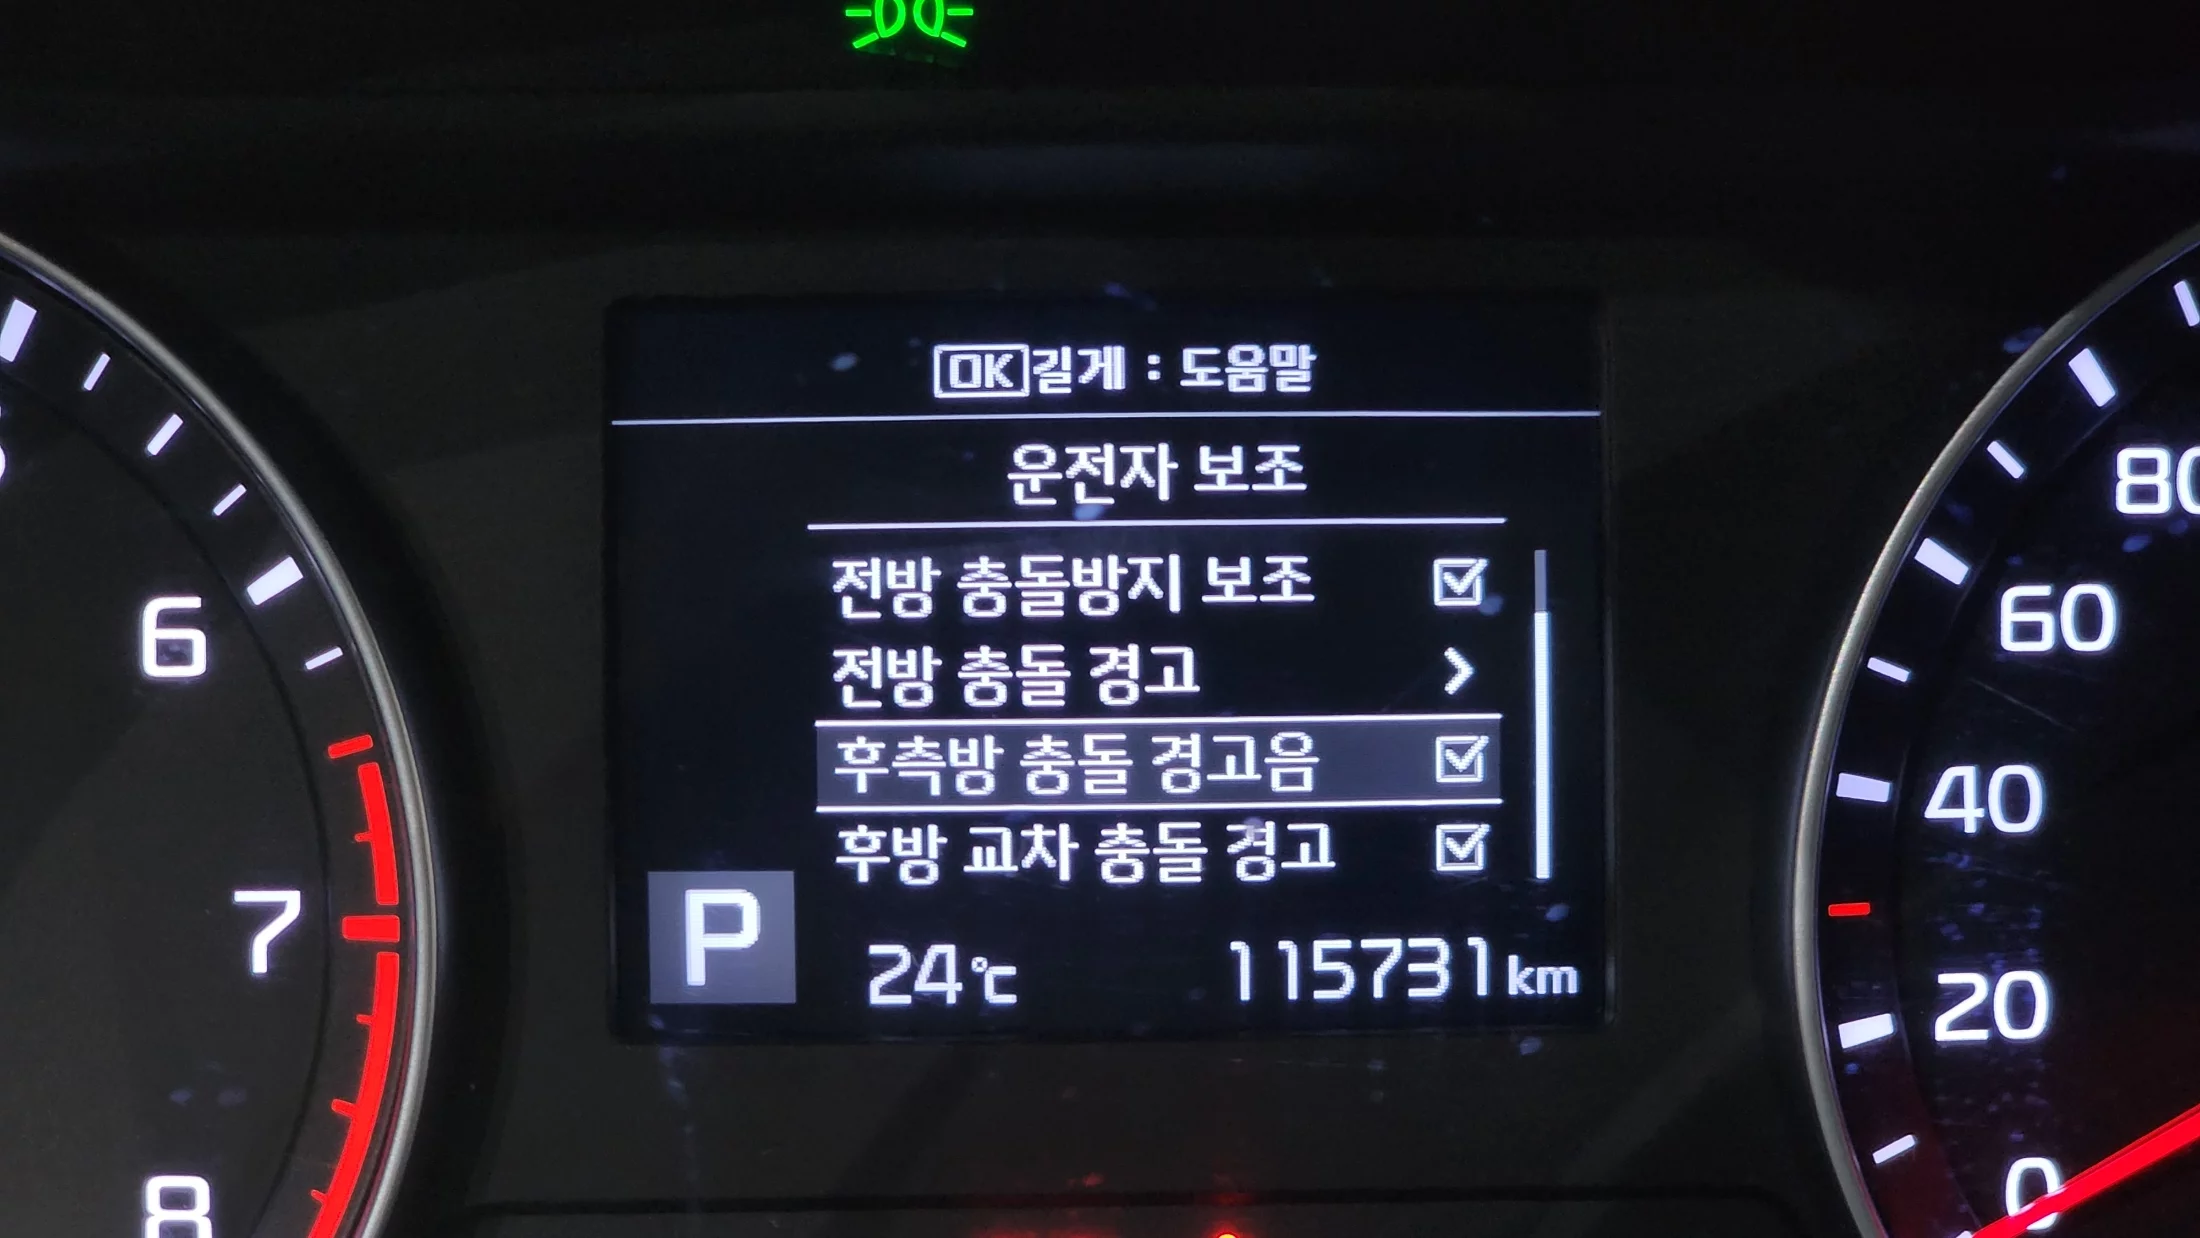 OK길게 : 도움말
운전자 보조
전방 충돌방지 보조
전방 충돌 경고
후측방 충돌 경고음
후방 교차 충돌 경고
P
24℃ 115731km
6
7
8
80
60
40
20
0